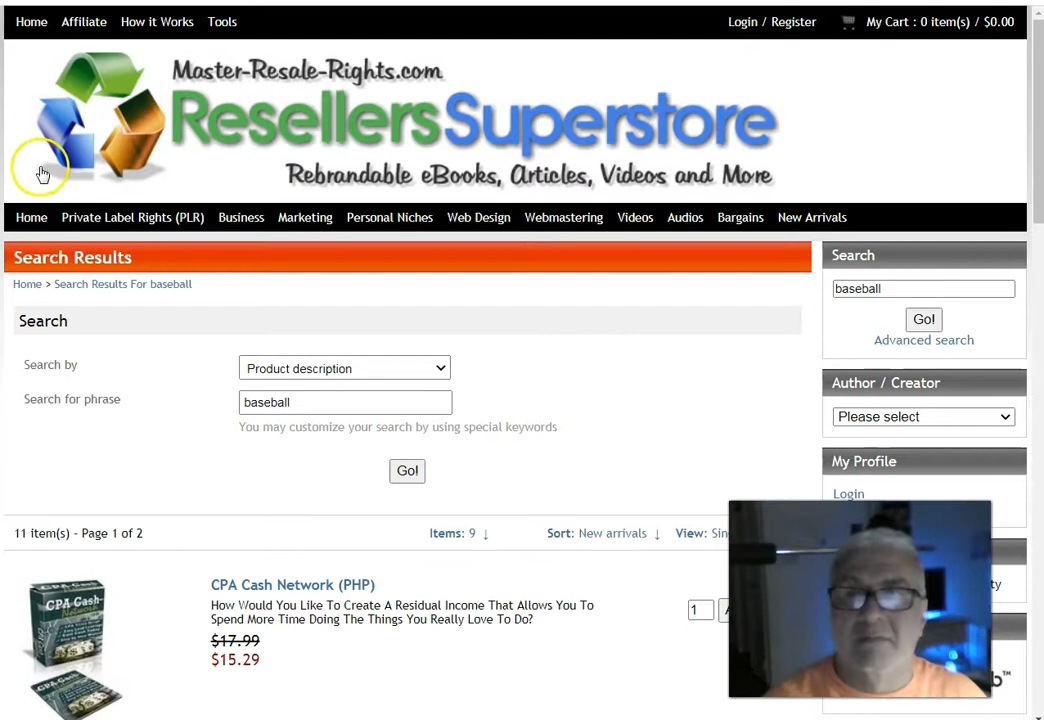 Home Affiliate How it Works Tools Login / Register My Cart : 0 item(s) / $0.00
Master-Resale-Rights.com
ResellersSuperstore
Rebrandable eBooks, Articles, Videos and More
Home Private Label Rights (PLR) Business Marketing Personal Niches Web Design Webmastering Videos Audios Bargains New Arrivals
Search Results
Home > Search Results For baseball
Search
Search by Product description
Search for phrase baseball
You may customize your search by using special keywords
Go!
11 item(s) - Page 1 of 2 Items: 9 ↓ Sort: New arrivals ↓ View: Sin
CPA Cash Network (PHP)
How Would You Like To Create A Residual Income That Allows You To
Spend More Time Doing The Things You Really Love To Do?
1
$17.99
$15.29
CPA Cash
Network
Search
baseball
Go!
Advanced search
Author / Creator
Please select
My Profile
Login